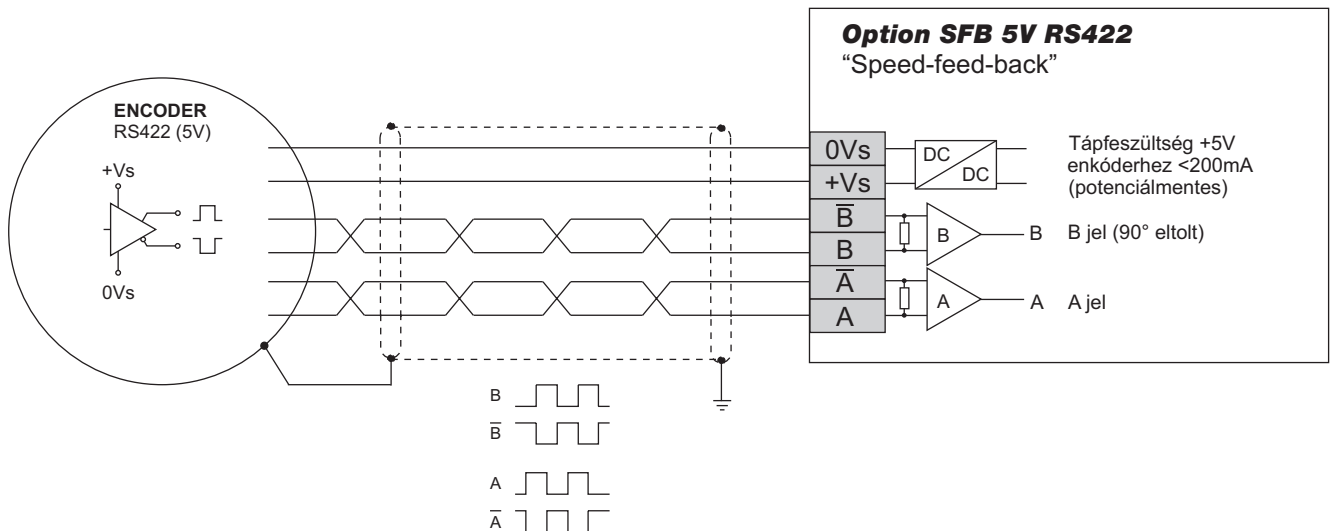 Option SFB 5V RS422
“Speed-feed-back”
ENCODER
RS422 (5V)
+Vs
0Vs
0Vs
+Vs
B̅
B
A̅
A
DC
DC
B
A
Tápfeszültség +5V
enkóderhez <200mA
(potenciálmentes)
B B jel (90° eltolt)
A A jel
B
B̅
A
A̅